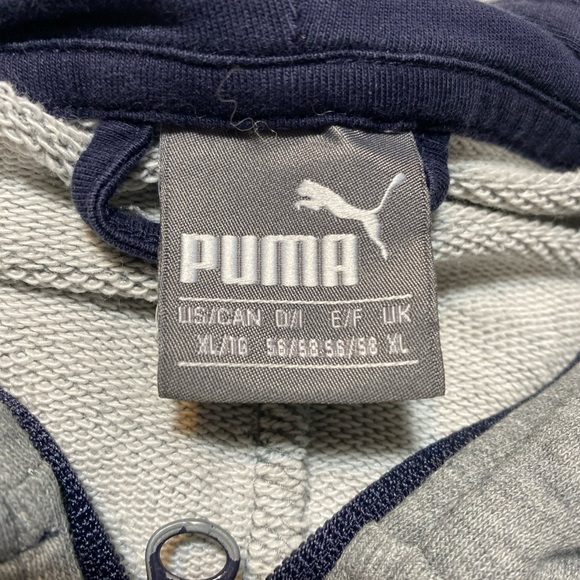 PUMA
US/CAN D/I E/F UK
XL/TG 56/58 56/58 XL